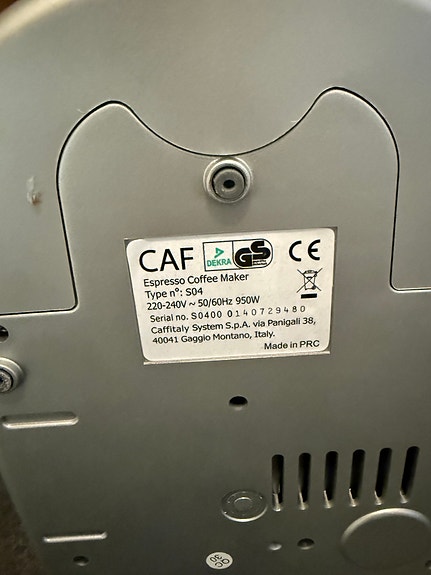 CAF
DEKRA
GS
CE
Espresso Coffee Maker
Type n°: S04
220-240V ~ 50/60Hz 950W
Serial no. S0400 0140729480
Caffitaly System S.p.A. via Panigali 38,
40041 Gaggio Montano, Italy.
Made in PRC